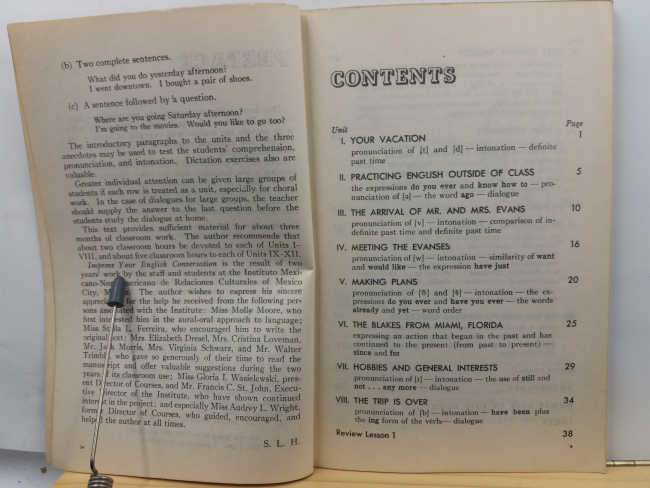 (b) Two complete sentences.
What did you do yesterday afternoon?
I went downtown. I bought a pair of shoes.
(c) A sentence followed by a question.
Where are you going Saturday afternoon?
I'm going to the movies. Would you like to go too?
The introductory paragraphs to the units and the three
anecdotes may be used to test the students' comprehension,
pronunciation, and intonation. Dictation exercises also are
valuable.
Greater individual attention can be given large groups of
students if each row is treated as a unit, especially for choral
work. In the case of dialogues for large groups, the teacher
should supply the answer to the last question before the
students study the dialogue at home.
This text provides sufficient material for about three
months of classroom work. The author recommends that
about two classroom hours be devoted to each of Units I–
VIII, and about five classroom hours to each of Units IX–XII.
Improve Your English Conversation is the result of two
years' work by the staff and students at the Instituto Mexi-
cano-Norteamericano de Relaciones Culturales of Mexico
City, The author wishes to express his sincere
for the help he received from the following per-
sons with the Institute: Miss Molly Moore, who
first interested him in the aural-oral approach to language;
Miss L. Ferreira, who encouraged him to write the
original text; Mrs. Elizabeth Dresel, Mrs. Cristina Loveman,
Mr. Morris, Mrs. Virginia Schwarz, and Mr. Walter
who gave so generously of their time to read the
manuscript and offer valuable suggestions during the two
years of its classroom use; Miss Gloria I. Wasielewski, pres-
ent Director of Courses, and Mr. Francis C. St. John, Execu-
tive Director of the Institute, who have shown continued
interest in the project; and especially Miss Audrey L. Wright,
former Director of Courses, who guided, encouraged, and
helped the author at all times.
S. L. H.
iv
CONTENTS
Unit Page
I. YOUR VACATION 1
pronunciation of [t] and [d] — intonation — definite
past time
II. PRACTICING ENGLISH OUTSIDE OF CLASS 5
the expressions do you ever and know how to — pro-
nunciation of [ə] — the word ago — dialogue
III. THE ARRIVAL OF MR. AND MRS. EVANS 10
pronunciation of [v] — intonation — comparison of in-
definite past time and definite past time
IV. MEETING THE EVANSES 16
pronunciation of [w] — intonation — similarity of want
and would like — the expression have just
V. MAKING PLANS 20
pronunciation of [ð] and [θ] — intonation — the ex-
pressions do you ever and have you ever — the words
already and yet — word order
VI. THE BLAKES FROM MIAMI, FLORIDA 25
expressing an action that began in the past and has
continued to the present (from past to present) —
since and for
VII. HOBBIES AND GENERAL INTERESTS 29
pronunciation of [ɪ] — intonation — the use of still and
not . . . any more — dialogue
VIII. THE TRIP IS OVER 34
pronunciation of [b] — intonation — have been plus
the ing form of the verb — dialogue
Review Lesson 1 38
v